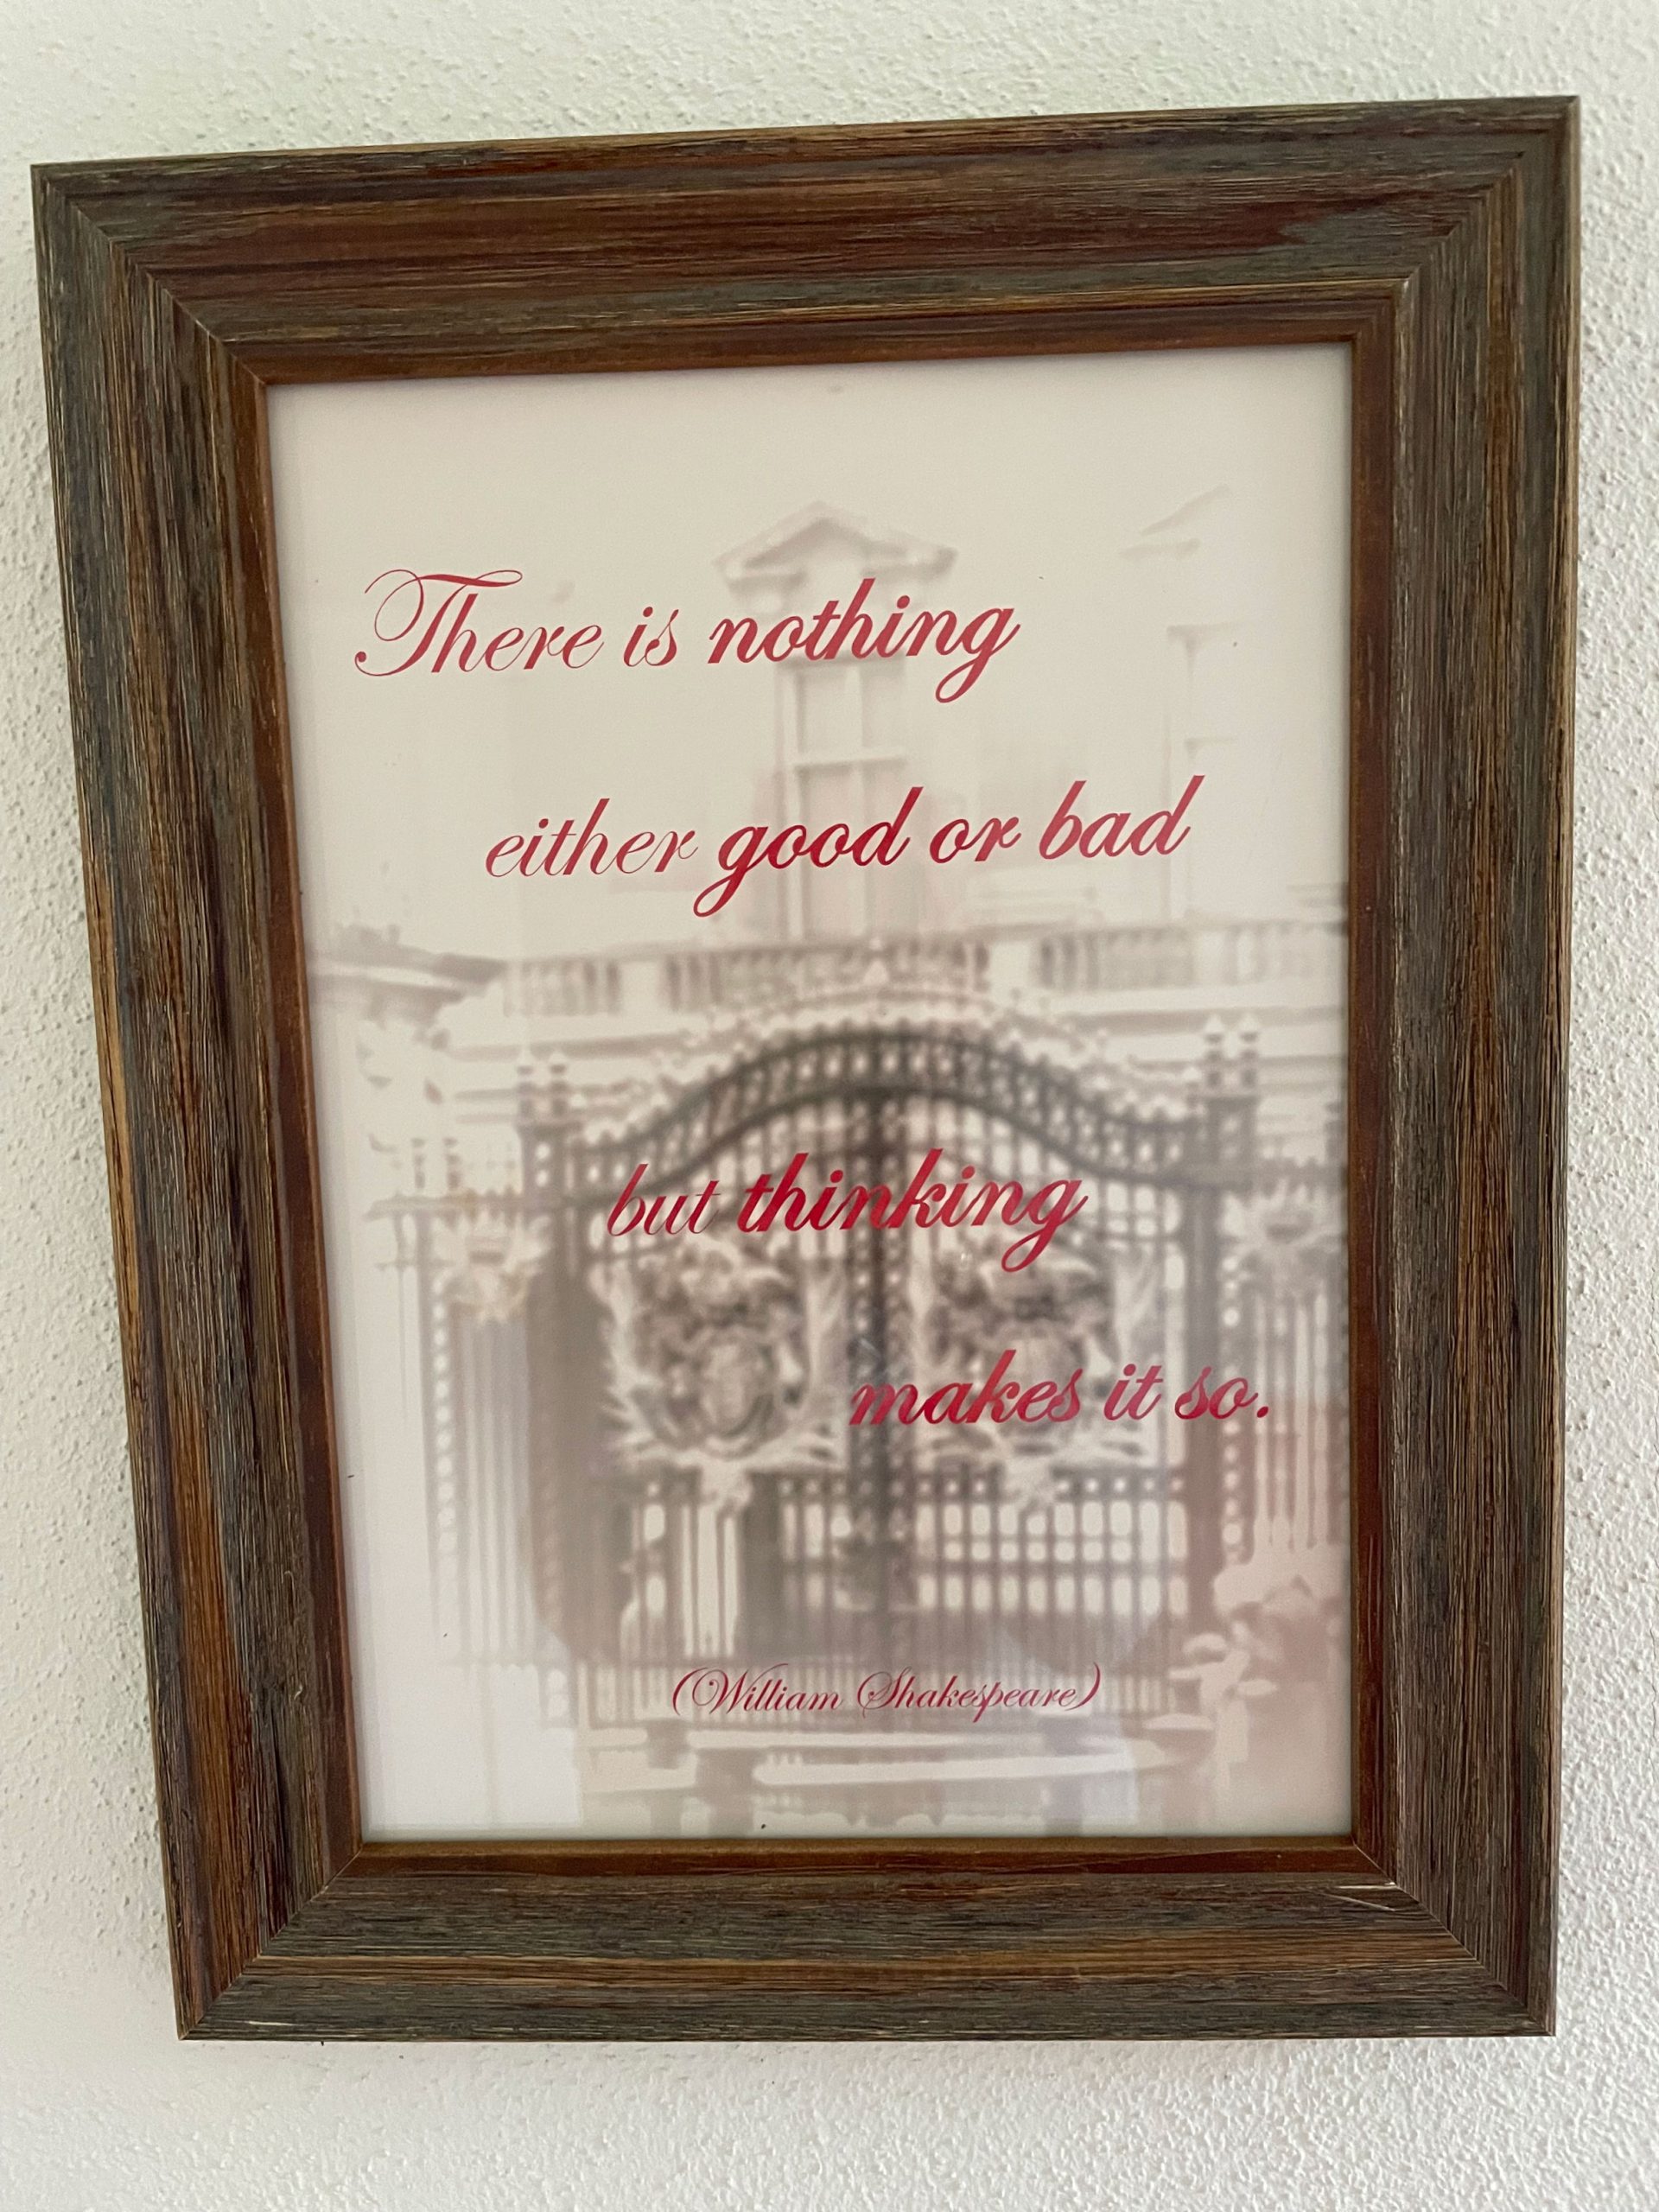 There is nothing
either good or bad
but thinking
makes it so.
(William Shakespeare)